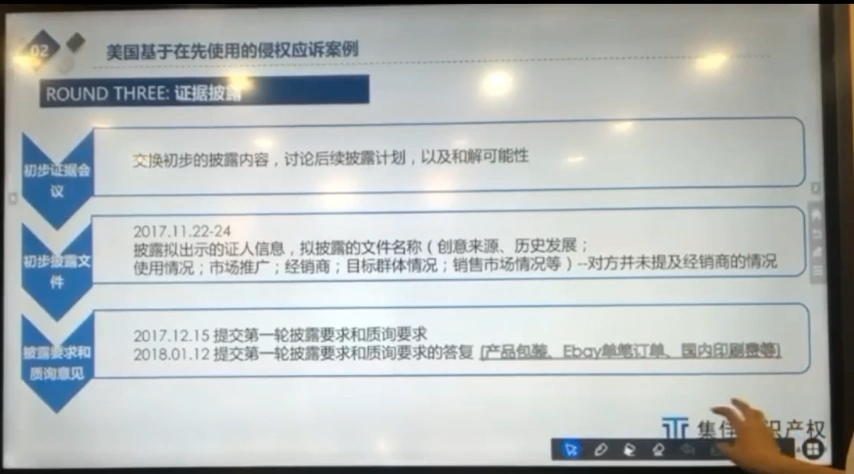 02
美国基于在先使用的侵权应诉案例
ROUND THREE: 证据披露
初步证据会
议
交换初步的披露内容，讨论后续披露计划，以及和解可能性
初步披露文
件
2017.11.22-24
披露拟出示的证人信息，拟披露的文件名称（创意来源、历史发展；
使用情况；市场推广；经销商；目标群体情况；销售市场情况等）--对方并未提及经销商的情况
披露要求和
质询意见
2017.12.15 提交第一轮披露要求和质询要求
2018.01.12 提交第一轮披露要求和质询要求的答复 (产品包装、Ebay单笔订单、国内印刷费等)
集佳 识产权